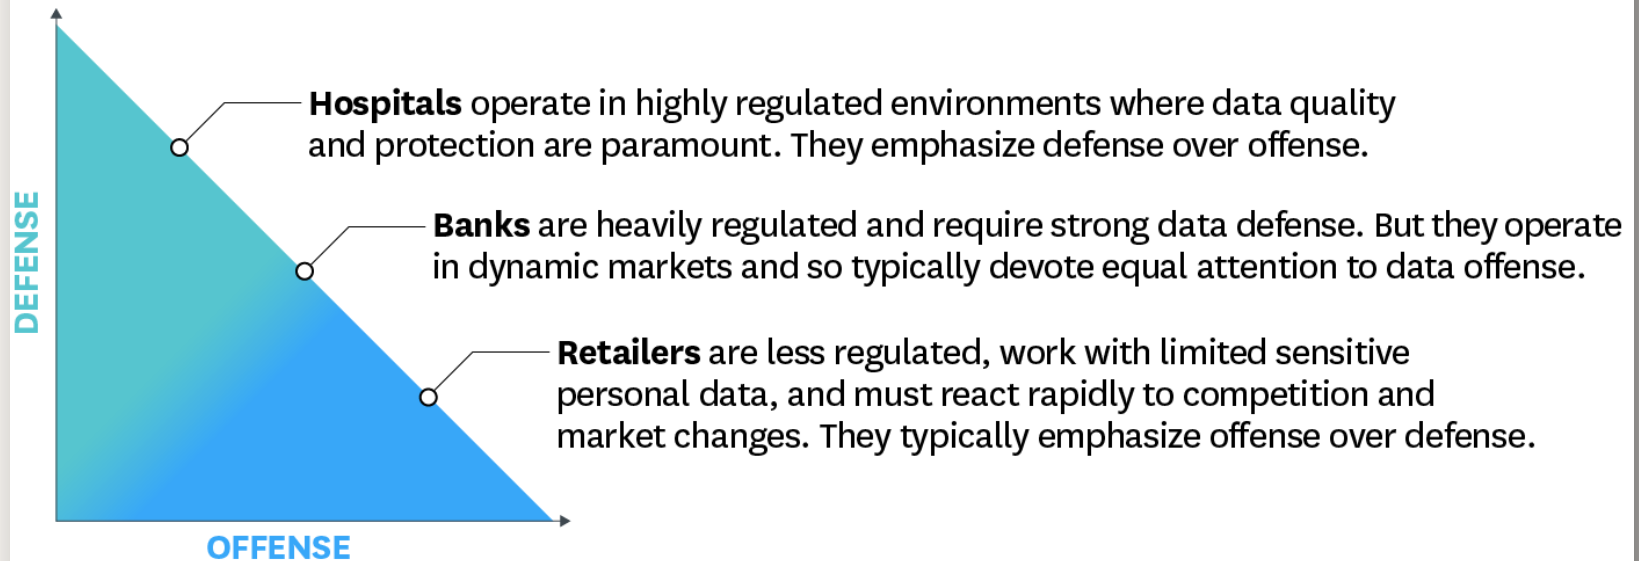 Hospitals operate in highly regulated environments where data quality
and protection are paramount. They emphasize defense over offense.
DEFENSE
Banks are heavily regulated and require strong data defense. But they operate
in dynamic markets and so typically devote equal attention to data offense.
Retailers are less regulated, work with limited sensitive
personal data, and must react rapidly to competition and
market changes. They typically emphasize offense over defense.
OFFENSE